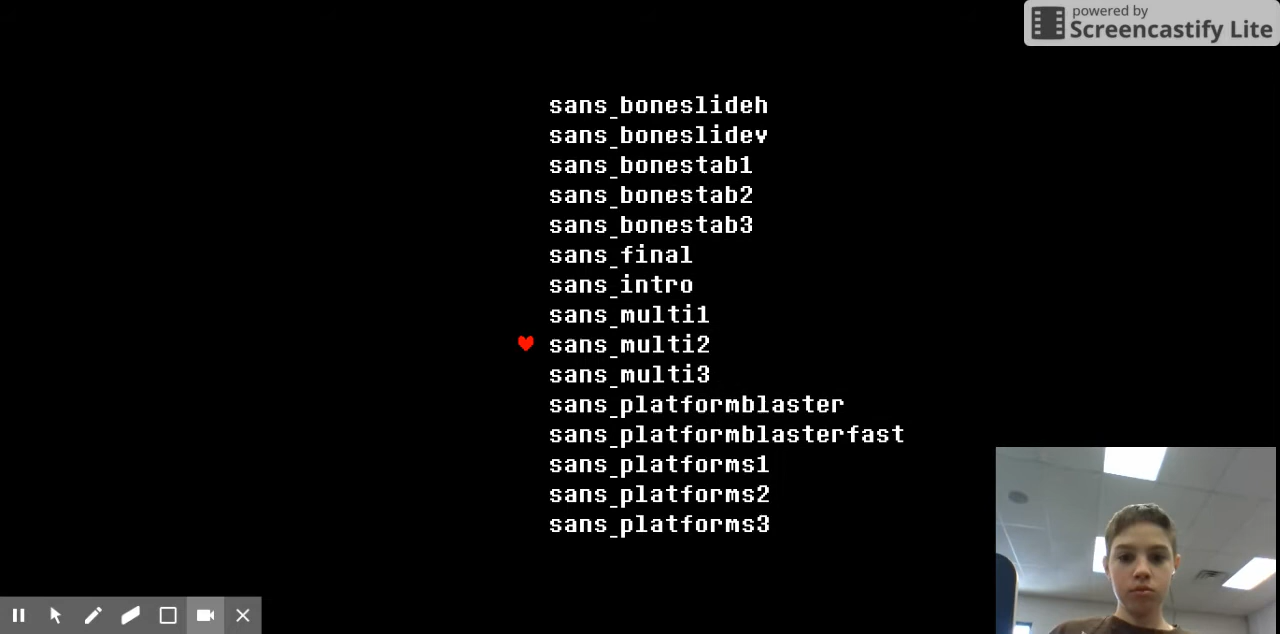 powered by
Screencastify Lite
sans_boneslideh
sans_boneslidev
sans_bonestab1
sans_bonestab2
sans_bonestab3
sans_final
sans_intro
sans_multi1
sans_multi2
sans_multi3
sans_platformblaster
sans_platformblasterfast
sans_platforms1
sans_platforms2
sans_platforms3